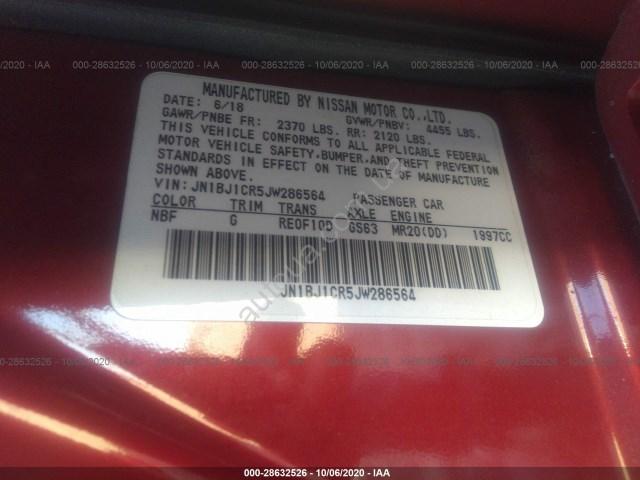 000-28632526 - 10/06/2020 - IAA
MANUFACTURED BY NISSAN MOTOR CO.,LTD.
DATE: 6/18 GVWR/PNBV: 4455 LBS.
GAWR/PNBE FR: 2370 LBS. RR: 2120 LBS.
THIS VEHICLE CONFORMS TO ALL APPLICABLE FEDERAL
MOTOR VEHICLE SAFETY,BUMPER,AND THEFT PREVENTION
STANDARDS IN EFFECT ON THE DATE OF MANUFACTURE
SHOWN ABOVE.
VIN: JN1BJ1CR5JW286564 PASSENGER CAR
COLOR TRIM TRANS AXLE ENGINE
NBF G RE0F10D GS63 MR20(DD) 1997CC
JN1BJ1CR5JW286564
000-28632526 - 10/06/2020 - IAA